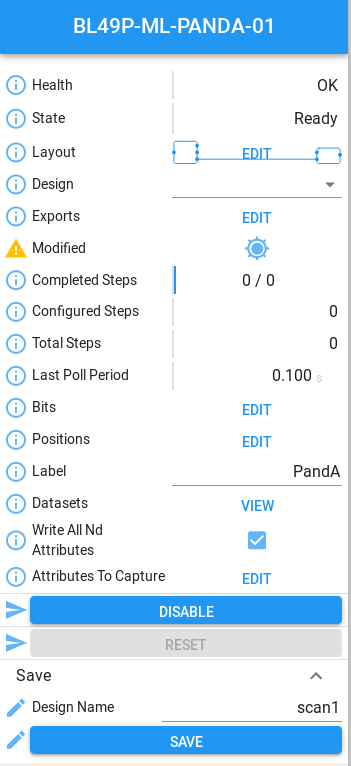 BL49P-ML-PANDA-01
Health OK
State Ready
Layout EDIT
Design
Exports EDIT
Modified
Completed Steps 0 / 0
Configured Steps 0
Total Steps 0
Last Poll Period 0.100 s
Bits EDIT
Positions EDIT
Label PandA
Datasets VIEW
Write All Nd
Attributes
Attributes To Capture EDIT
DISABLE
RESET
Save
Design Name scan1
SAVE